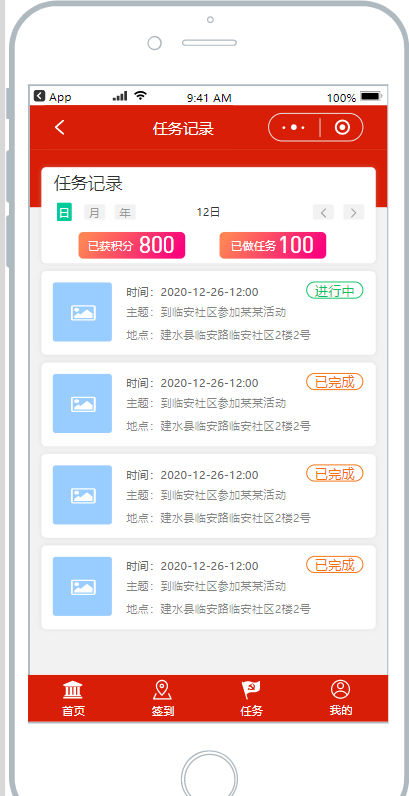 App 9:41 AM 100%
任务记录
任务记录
日 月 年 12日
已获积分 800 已做任务 100
时间：2020-12-26-12:00 进行中
主题：到临安社区参加某某活动
地点：建水县临安路临安社区2楼2号
时间：2020-12-26-12:00 已完成
主题：到临安社区参加某某活动
地点：建水县临安路临安社区2楼2号
时间：2020-12-26-12:00 已完成
主题：到临安社区参加某某活动
地点：建水县临安路临安社区2楼2号
时间：2020-12-26-12:00 已完成
主题：到临安社区参加某某活动
地点：建水县临安路临安社区2楼2号
首页 签到 任务 我的